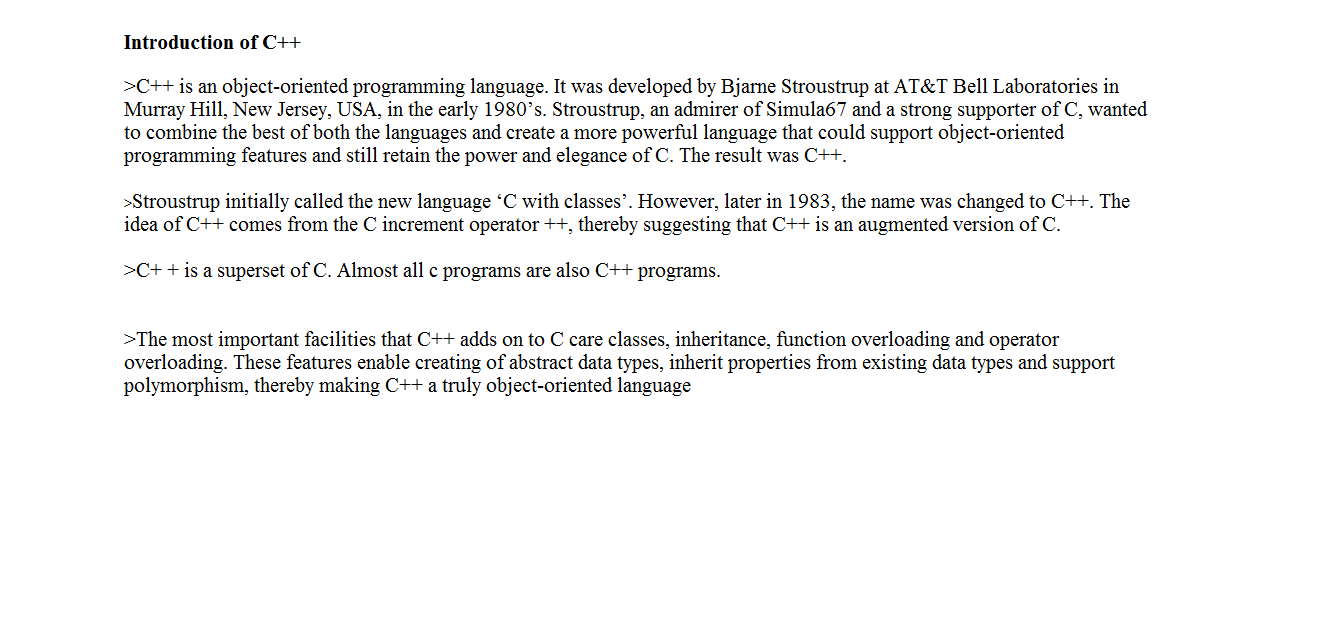 Introduction of C++
>C++ is an object-oriented programming language. It was developed by Bjarne Stroustrup at AT&T Bell Laboratories in
Murray Hill, New Jersey, USA, in the early 1980’s. Stroustrup, an admirer of Simula67 and a strong supporter of C, wanted
to combine the best of both the languages and create a more powerful language that could support object-oriented
programming features and still retain the power and elegance of C. The result was C++.
>Stroustrup initially called the new language ‘C with classes’. However, later in 1983, the name was changed to C++. The
idea of C++ comes from the C increment operator ++, thereby suggesting that C++ is an augmented version of C.
>C+ + is a superset of C. Almost all c programs are also C++ programs.
>The most important facilities that C++ adds on to C care classes, inheritance, function overloading and operator
overloading. These features enable creating of abstract data types, inherit properties from existing data types and support
polymorphism, thereby making C++ a truly object-oriented language